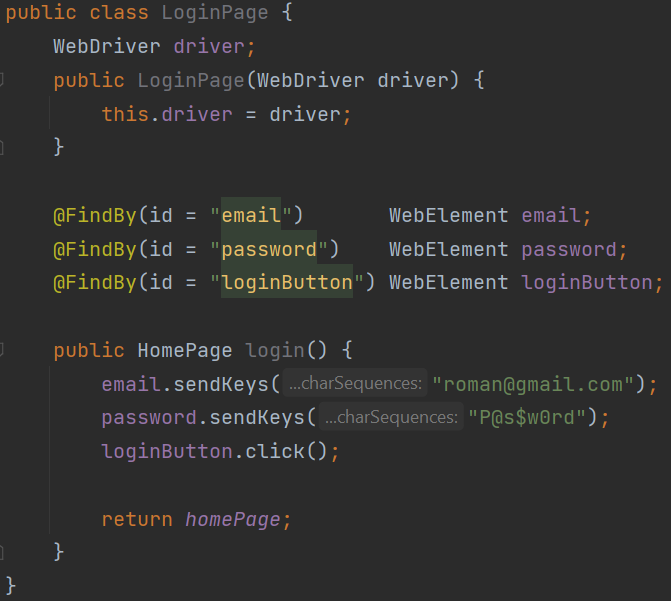 public class LoginPage {
WebDriver driver;
public LoginPage(WebDriver driver) {
this.driver = driver;
}
@FindBy(id = "email") WebElement email;
@FindBy(id = "password") WebElement password;
@FindBy(id = "loginButton") WebElement loginButton;
public HomePage login() {
email.sendKeys( ...charSequences: "roman@gmail.com");
password.sendKeys( ...charSequences: "P@s$w0rd");
loginButton.click();
return homePage;
}
}